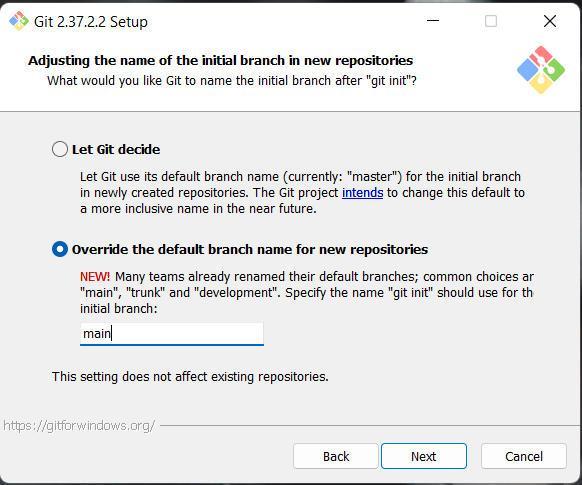 Git 2.37.2.2 Setup
Adjusting the name of the initial branch in new repositories
What would you like Git to name the initial branch after "git init"?
Let Git decide
Let Git use its default branch name (currently: "master") for the initial branch
in newly created repositories. The Git project intends to change this default to
a more inclusive name in the near future.
Override the default branch name for new repositories
NEW! Many teams already renamed their default branches; common choices ar
"main", "trunk" and "development". Specify the name "git init" should use for th
initial branch:
main
This setting does not affect existing repositories.
https://gitforwindows.org/
Back
Next
Cancel